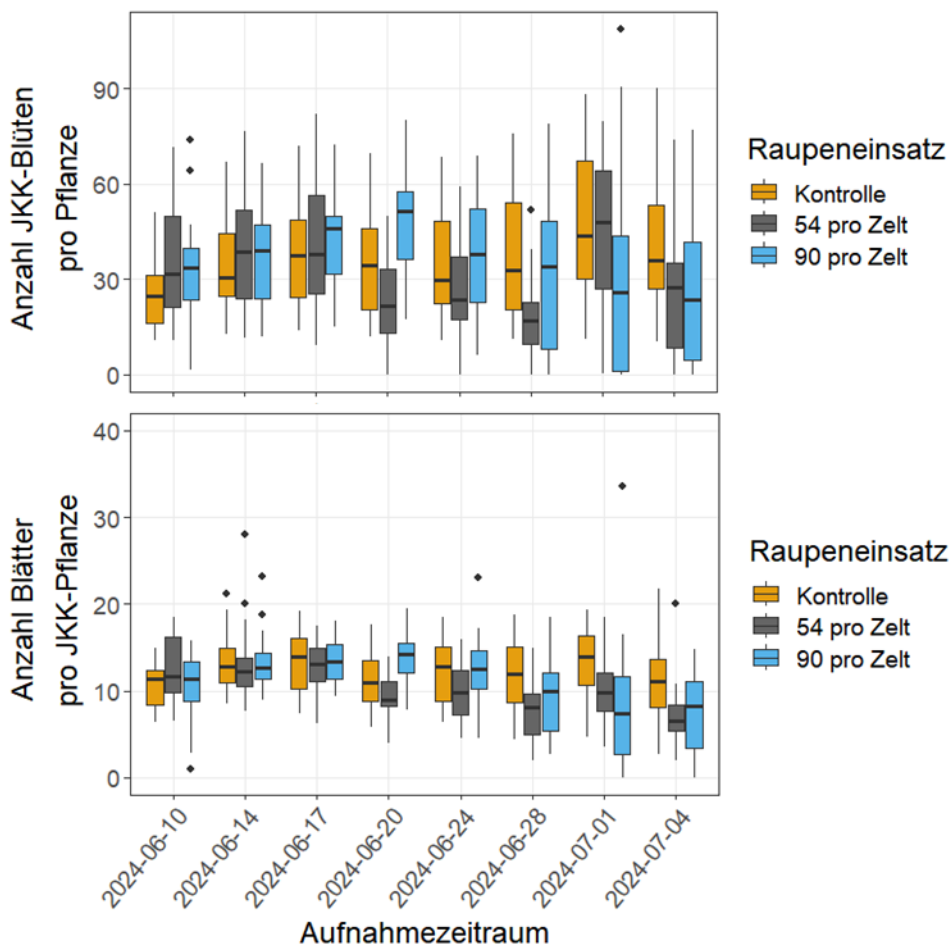 Anzahl JKK-Blüten
pro Pflanze
90
60
30
0
Raupeneinsatz
Kontrolle
54 pro Zelt
90 pro Zelt
Anzahl Blätter
pro JKK-Pflanze
40
30
20
10
0
Raupeneinsatz
Kontrolle
54 pro Zelt
90 pro Zelt
2024-06-10
2024-06-14
2024-06-17
2024-06-20
2024-06-24
2024-06-28
2024-07-01
2024-07-04
Aufnahmezeitraum